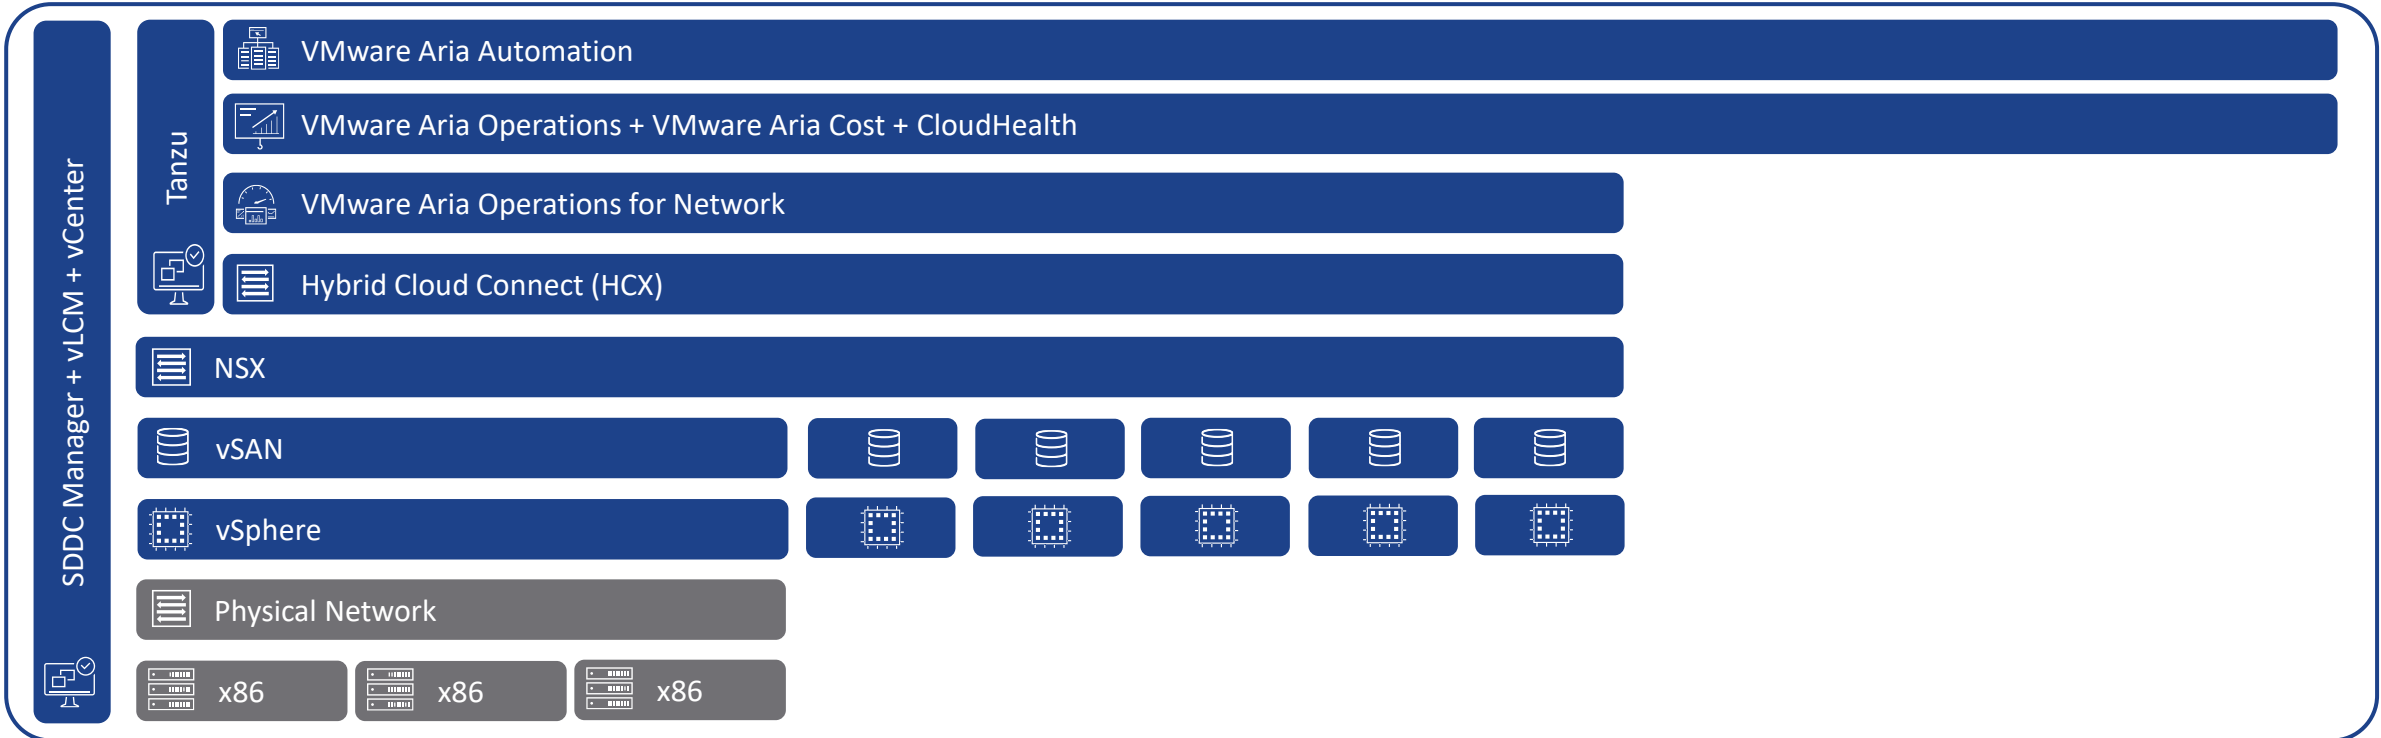 SDDC Manager + vLCM + vCenter
Tanzu
VMware Aria Automation
VMware Aria Operations + VMware Aria Cost + CloudHealth
VMware Aria Operations for Network
Hybrid Cloud Connect (HCX)
NSX
vSAN
vSphere
Physical Network
x86
x86
x86